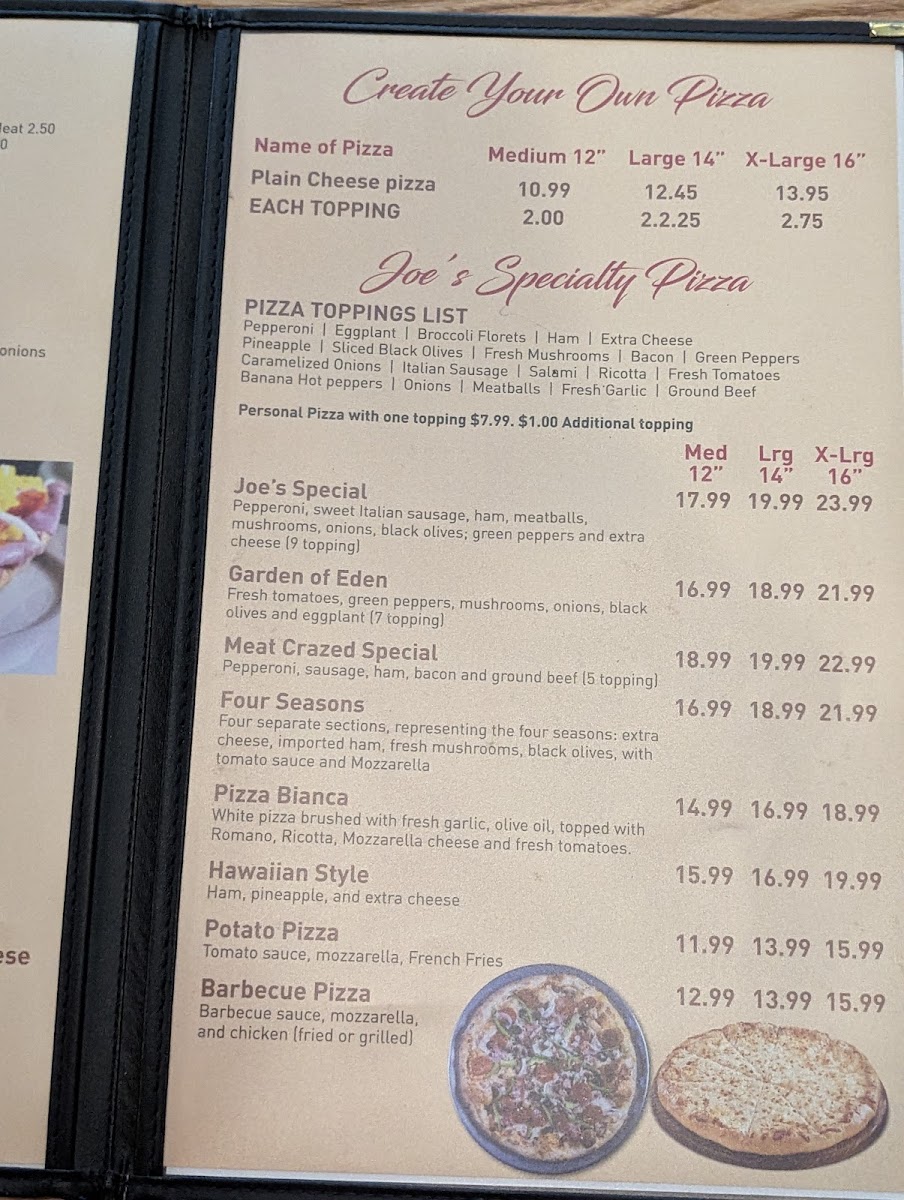 leat 2.50
0
onions
ese
Create Your Own Pizza
Name of Pizza Medium 12” Large 14” X-Large 16”
Plain Cheese pizza 10.99 12.45 13.95
EACH TOPPING 2.00 2.2.25 2.75
Joe's Specialty Pizza
PIZZA TOPPINGS LIST
Pepperoni | Eggplant | Broccoli Florets | Ham | Extra Cheese
Pineapple | Sliced Black Olives | Fresh Mushrooms | Bacon | Green Peppers
Caramelized Onions | Italian Sausage | Salami | Ricotta | Fresh Tomatoes
Banana Hot peppers | Onions | Meatballs | Fresh Garlic | Ground Beef
Personal Pizza with one topping $7.99. $1.00 Additional topping
Med Lrg X-Lrg
12” 14” 16”
Joe's Special 17.99 19.99 23.99
Pepperoni, sweet Italian sausage, ham, meatballs,
mushrooms, onions, black olives; green peppers and extra
cheese (9 topping)
Garden of Eden 16.99 18.99 21.99
Fresh tomatoes, green peppers, mushrooms, onions, black
olives and eggplant (7 topping)
Meat Crazed Special 18.99 19.99 22.99
Pepperoni, sausage, ham, bacon and ground beef (5 topping)
Four Seasons 16.99 18.99 21.99
Four separate sections, representing the four seasons: extra
cheese, imported ham, fresh mushrooms, black olives, with
tomato sauce and Mozzarella
Pizza Bianca 14.99 16.99 18.99
White pizza brushed with fresh garlic, olive oil, topped with
Romano, Ricotta, Mozzarella cheese and fresh tomatoes.
Hawaiian Style 15.99 16.99 19.99
Ham, pineapple, and extra cheese
Potato Pizza 11.99 13.99 15.99
Tomato sauce, mozzarella, French Fries
Barbecue Pizza 12.99 13.99 15.99
Barbecue sauce, mozzarella,
and chicken (fried or grilled)